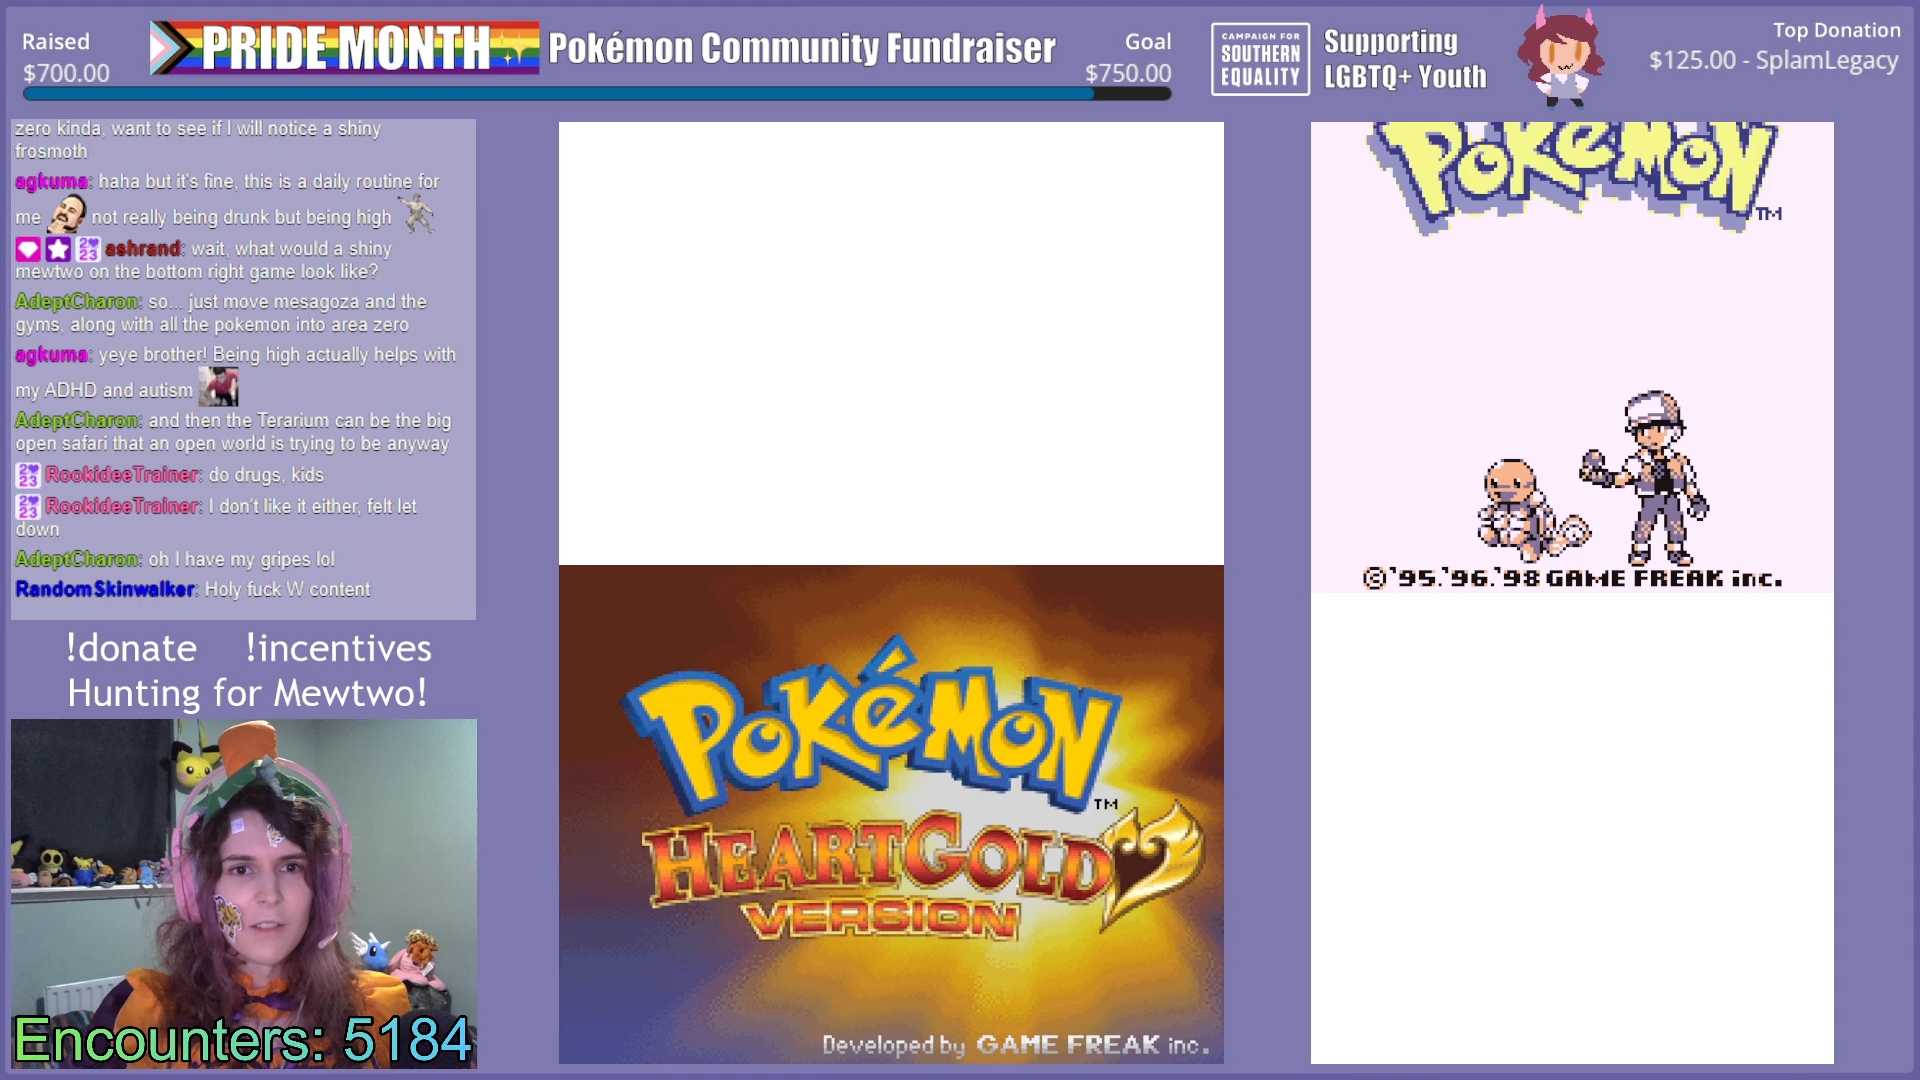 Raised
$700.00
PRIDE MONTH Pokémon Community Fundraiser
Goal
$750.00
CAMPAIGN FOR
SOUTHERN
EQUALITY
Supporting
LGBTQ+ Youth
Top Donation
$125.00 - SplamLegacy
zero kinda, want to see if I will notice a shiny
frosmoth
agkuma: haha but it's fine, this is a daily routine for
me not really being drunk but being high
ashrand: wait, what would a shiny
mewtwo on the bottom right game look like?
AdeptCharon: so... just move mesagoza and the
gyms, along with all the pokemon into area zero
agkuma: yeye brother! Being high actually helps with
my ADHD and autism
AdeptCharon: and then the Terarium can be the big
open safari that an open world is trying to be anyway
RookideeTrainer: do drugs, kids
RookideeTrainer: I don't like it either, felt let
down
AdeptCharon: oh I have my gripes lol
RandomSkinwalker: Holy fuck W content
!donate !incentives
Hunting for Mewtwo!
Encounters: 5184
POKéMON
TM
HEARTGOLD
VERSION
Developed by GAME FREAK inc.
POKéMON
TM
©'95.'96.'98 GAME FREAK inc.